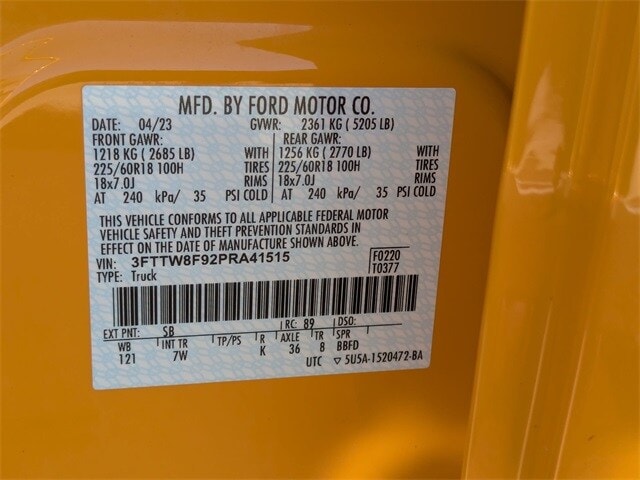 MFD. BY FORD MOTOR CO.
DATE: 04/23 GVWR: 2361 KG ( 5205 LB)
FRONT GAWR: REAR GAWR:
1218 KG ( 2685 LB) WITH 1256 KG ( 2770 LB) WITH
225/60R18 100H TIRES 225/60R18 100H TIRES
18x7.0J RIMS 18x7.0J RIMS
AT 240 kPa/ 35 PSI COLD AT 240 kPa/ 35 PSI COLD
THIS VEHICLE CONFORMS TO ALL APPLICABLE FEDERAL MOTOR
VEHICLE SAFETY AND THEFT PREVENTION STANDARDS IN
EFFECT ON THE DATE OF MANUFACTURE SHOWN ABOVE.
VIN: 3FTTW8F92PRA41515 F0220
TYPE: Truck T0377
EXT PNT: SB RC: 89 DSO:
WB INT TR TP/PS R AXLE TR SPR
121 7W K 36 8 BBFD
UTC ▽ 5U5A-1520472-BA